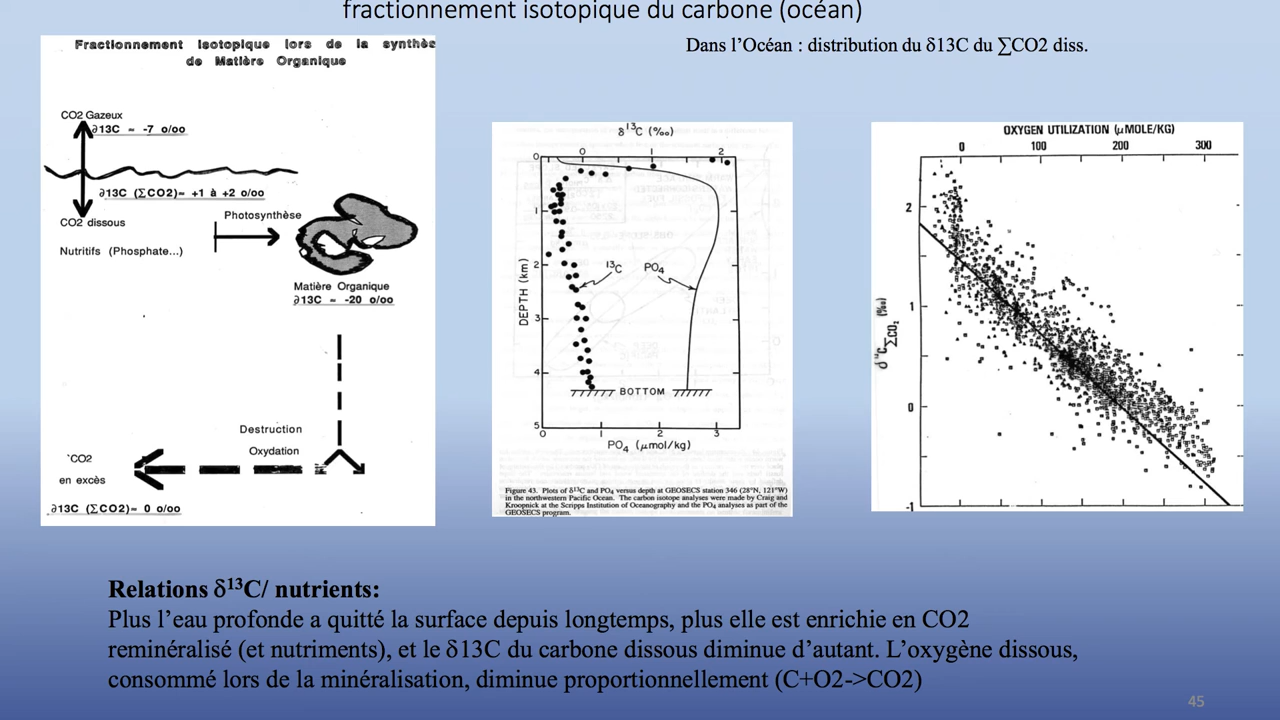 fractionnement isotopique du carbone (océan)
Dans l’Océan : distribution du δ13C du ∑CO2 diss.
Fractionnement isotopique lors de la synthès
de Matière Organique
CO2 Gazeux
∂13C ≈ -7 o/oo
∂13C (∑CO2)≈ +1 à +2 o/oo
CO2 dissous
Nutritifs (Phosphate...)
Photosynthèse
Matière Organique
∂13C ≈ -20 o/oo
Destruction
Oxydation
'CO2
en excès
∂13C (∑CO2)≈ 0 o/oo
δ¹³C (‰)
0 1 2
0
1
2
3
4
5
DEPTH (km)
¹³C
PO₄
BOTTOM
0 1 2 3
PO₄ (μmol/kg)
Figure 43. Plots of δ¹³C and PO₄ versus depth at GEOSECS station 346 (28°N, 121°W)
in the northwestern Pacific Ocean. The carbon isotope analyses were made by Craig and
Kroopnick at the Scripps Institution of Oceanography and the PO₄ analyses as part of the
GEOSECS program.
OXYGEN UTILIZATION (μMOLE/KG)
0 100 200 300
2
1
0
-1
(‰)
Relations δ¹³C/ nutrients:
Plus l’eau profonde a quitté la surface depuis longtemps, plus elle est enrichie en CO2
reminéralisé (et nutriments), et le δ13C du carbone dissous diminue d’autant. L’oxygène dissous,
consommé lors de la minéralisation, diminue proportionnellement (C+O2->CO2)
45